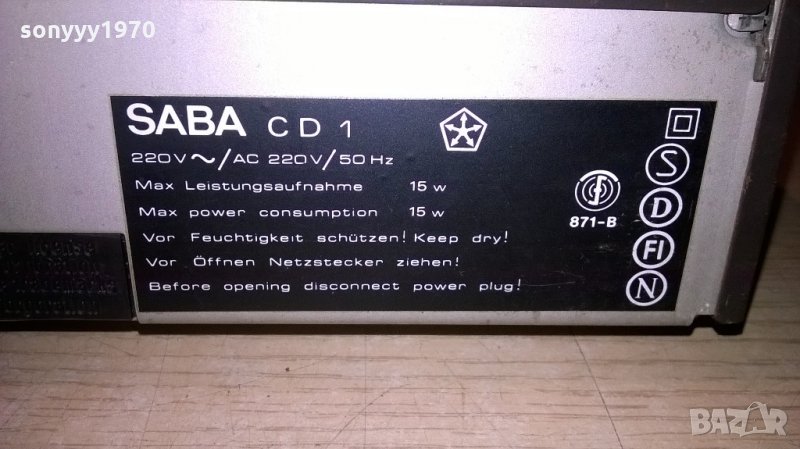 sonyyy1970
SABA CD 1
220V~/AC 220V/50 Hz
Max Leistungsaufnahme 15 w
Max power consumption 15 w
Vor Feuchtigkeit schützen! Keep dry!
Vor Öffnen Netzstecker ziehen!
Before opening disconnect power plug!
871-B
S
D
FI
N
BAZAR